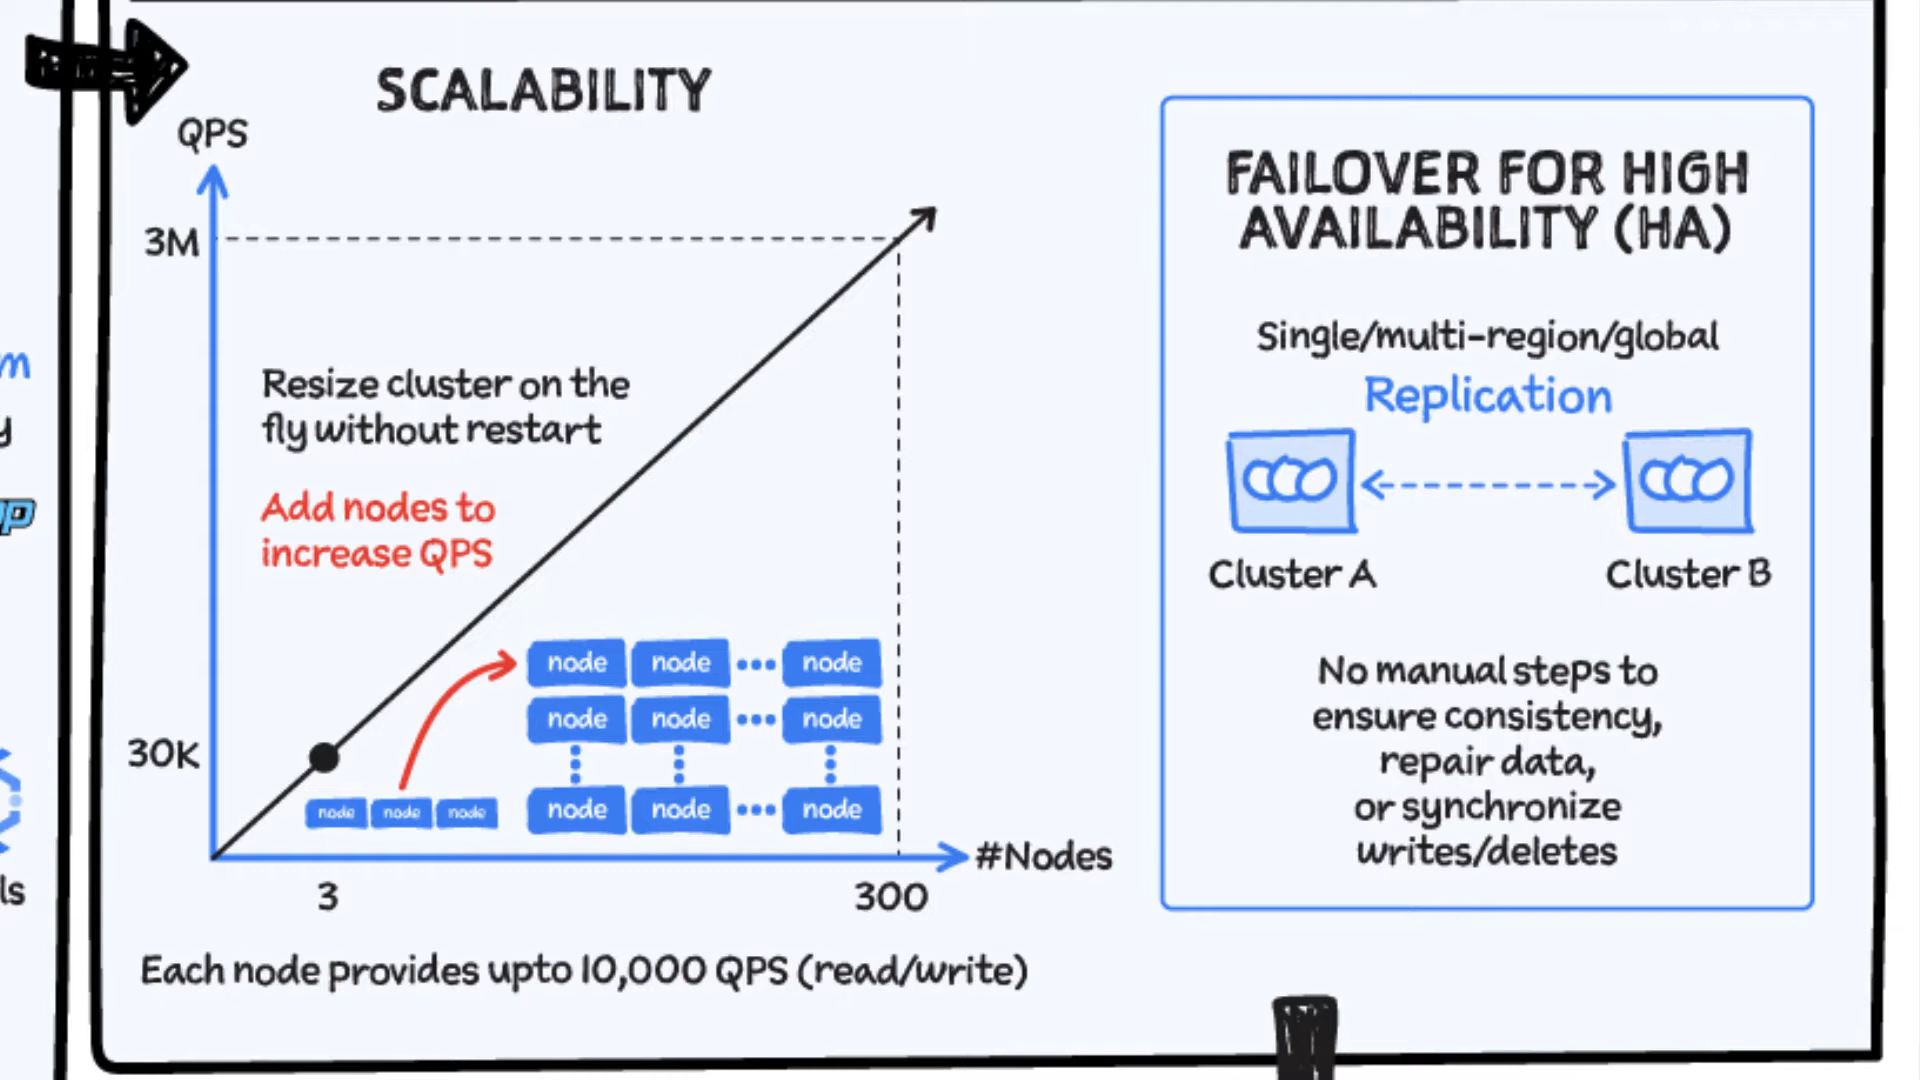 SCALABILITY
QPS
3M
Resize cluster on the
fly without restart
Add nodes to
increase QPS
node node ••• node
node node ••• node
30K
node node node
node node ••• node
#Nodes
3
300
Each node provides upto 10,000 QPS (read/write)
FAILOVER FOR HIGH
AVAILABILITY (HA)
Single/multi-region/global
Replication
Cluster A
Cluster B
No manual steps to
ensure consistency,
repair data,
or synchronize
writes/deletes
m
y
up
ls